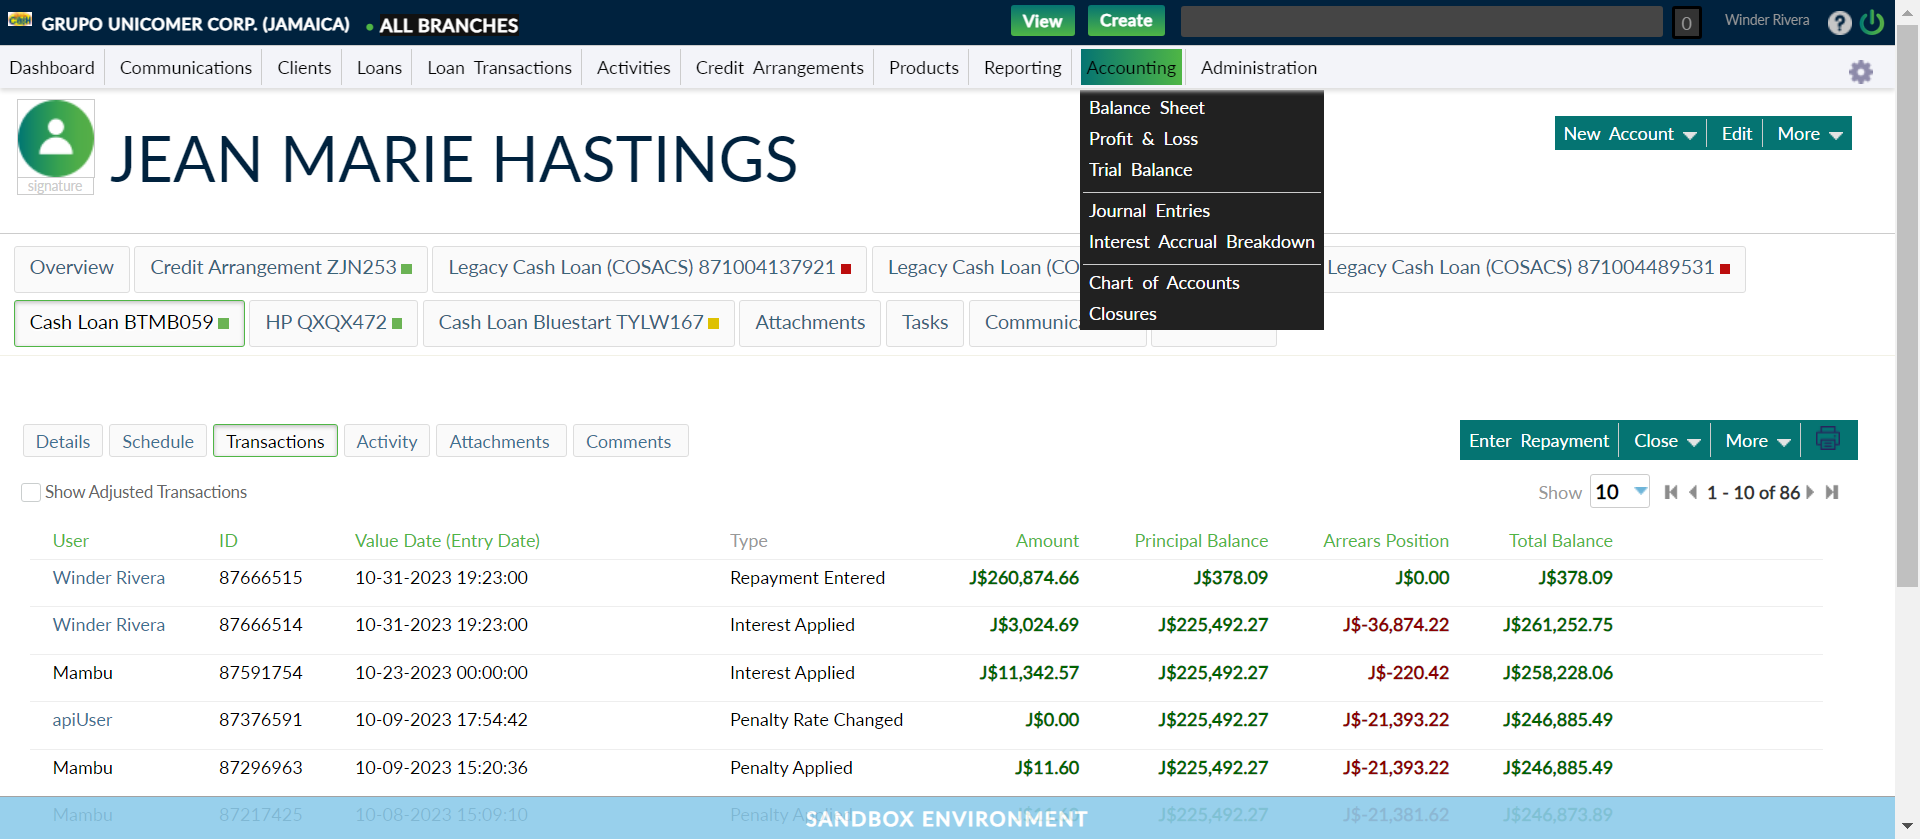 Cash GRUPO UNICOMER CORP. (JAMAICA) ALL BRANCHES View Create 0 Winder Rivera ?
Dashboard Communications Clients Loans Loan Transactions Activities Credit Arrangements Products Reporting Accounting Administration
Balance Sheet
Profit & Loss
Trial Balance
Journal Entries
Interest Accrual Breakdown
Chart of Accounts
Closures
signature
JEAN MARIE HASTINGS
New Account Edit More
Overview Credit Arrangement ZJN253 Legacy Cash Loan (COSACS) 871004137921 Legacy Cash Loan (CO Legacy Cash Loan (COSACS) 871004489531
Cash Loan BTMB059 HP QXQX472 Cash Loan Bluestart TYLW167 Attachments Tasks Communica
Details Schedule Transactions Activity Attachments Comments Enter Repayment Close More
Show Adjusted Transactions Show 10 1 - 10 of 86
User ID Value Date (Entry Date) Type Amount Principal Balance Arrears Position Total Balance
Winder Rivera 87666515 10-31-2023 19:23:00 Repayment Entered J$260,874.66 J$378.09 J$0.00 J$378.09
Winder Rivera 87666514 10-31-2023 19:23:00 Interest Applied J$3,024.69 J$225,492.27 J$-36,874.22 J$261,252.75
Mambu 87591754 10-23-2023 00:00:00 Interest Applied J$11,342.57 J$225,492.27 J$-220.42 J$258,228.06
apiUser 87376591 10-09-2023 17:54:42 Penalty Rate Changed J$0.00 J$225,492.27 J$-21,393.22 J$246,885.49
Mambu 87296963 10-09-2023 15:20:36 Penalty Applied J$11.60 J$225,492.27 J$-21,393.22 J$246,885.49
Mambu 87217425 10-08-2023 15:09:10 J$225,492.27 J$-21,381.62 J$246,873.89
SANDBOX ENVIRONMENT